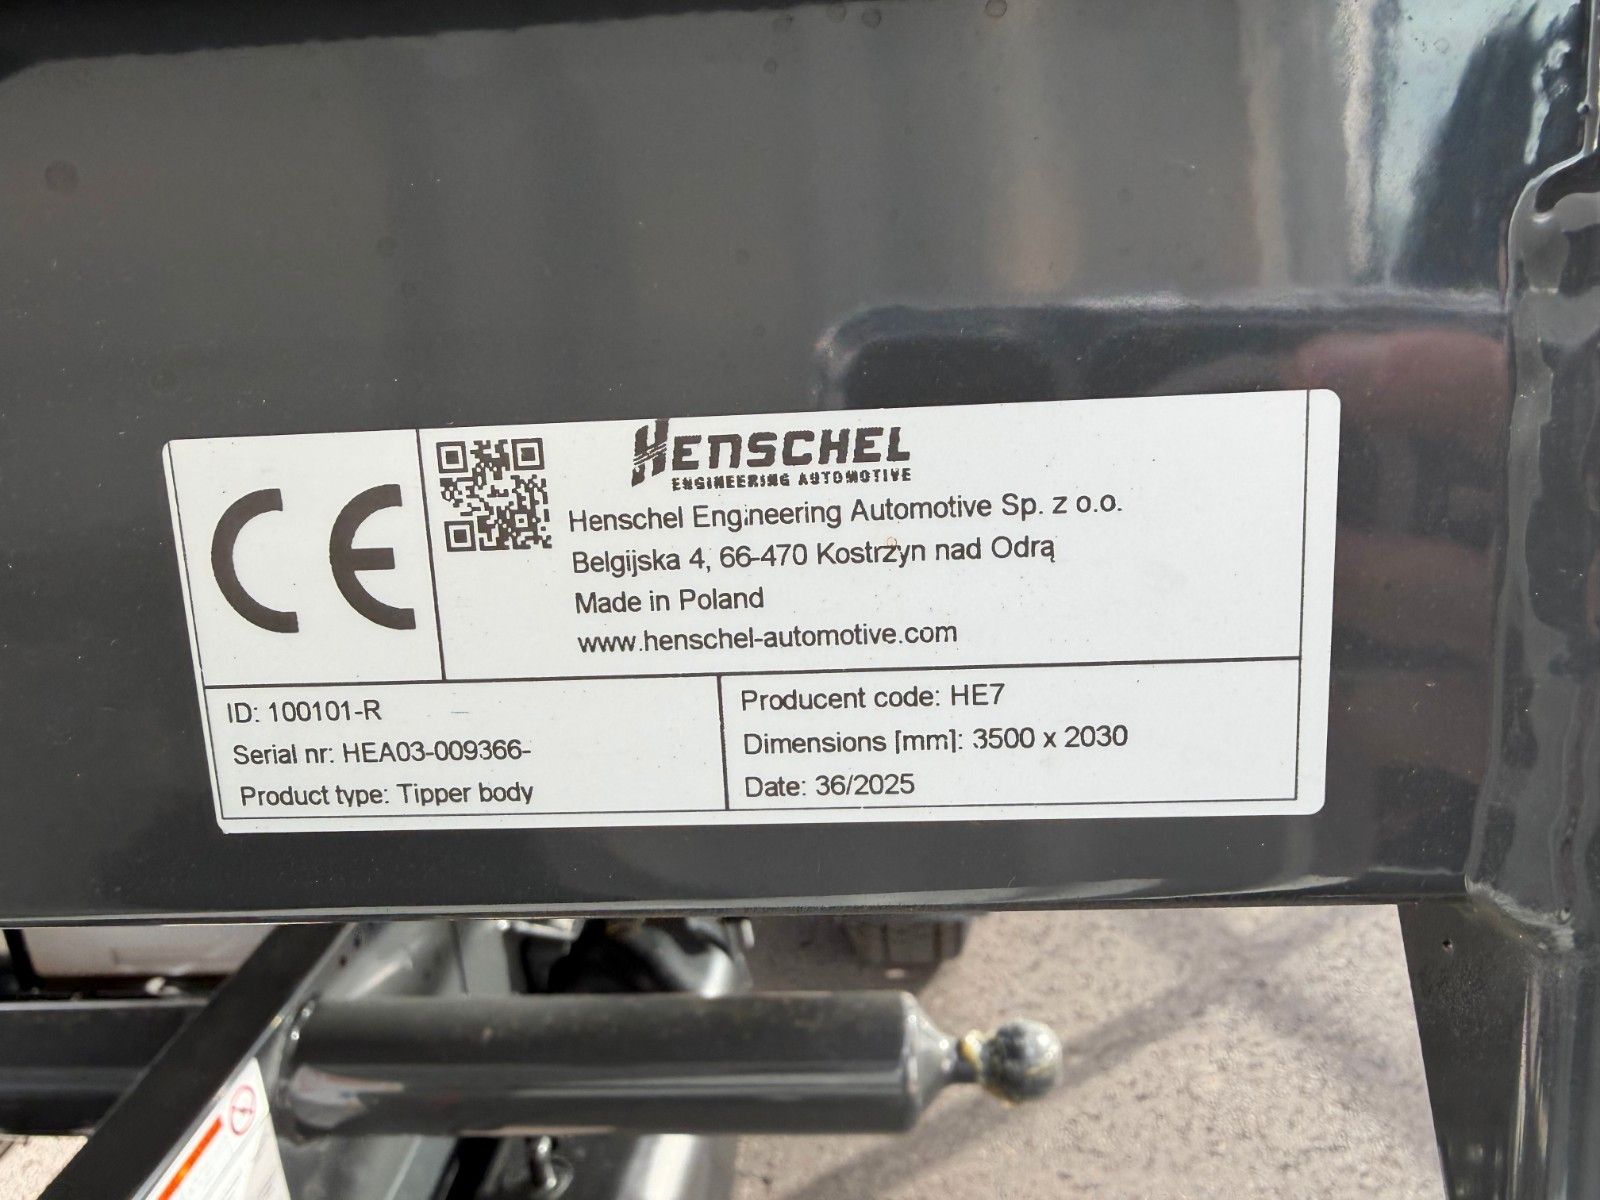 CE
HENSCHEL
ENGINEERING AUTOMOTIVE
Henschel Engineering Automotive Sp. z o.o.
Belgijska 4, 66-470 Kostrzyn nad Odrą
Made in Poland
www.henschel-automotive.com
ID: 100101-R
Serial nr: HEA03-009366-
Product type: Tipper body
Producent code: HE7
Dimensions [mm]: 3500 x 2030
Date: 36/2025